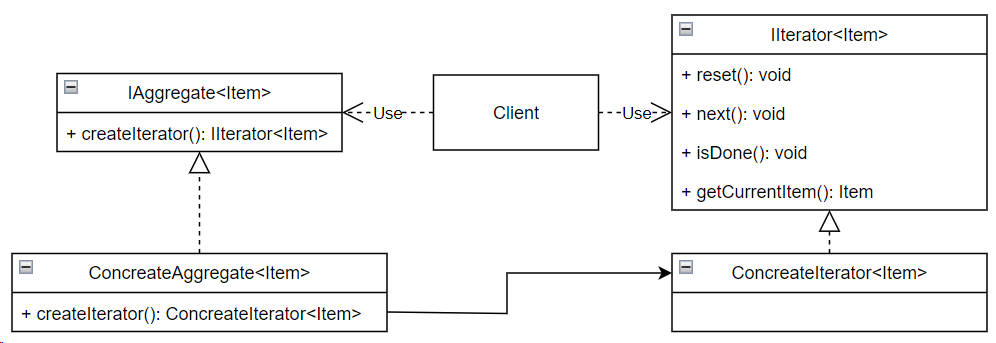 IIterator<Item>
+ reset(): void
+ next(): void
+ isDone(): void
+ getCurrentItem(): Item
IAggregate<Item>
+ createIterator(): IIterator<Item>
Use
Client
Use
ConcreateAggregate<Item>
+ createIterator(): ConcreateIterator<Item>
ConcreateIterator<Item>